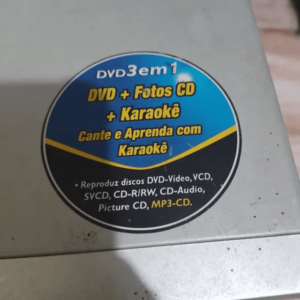 DVD3em1
DVD + Fotos CD
+ Karaokê
Cante e Aprenda com
Karaokê
• Reproduz discos DVD-Vídeo, VCD,
SVCD, CD-R/RW, CD-Audio,
Picture CD, MP3-CD.